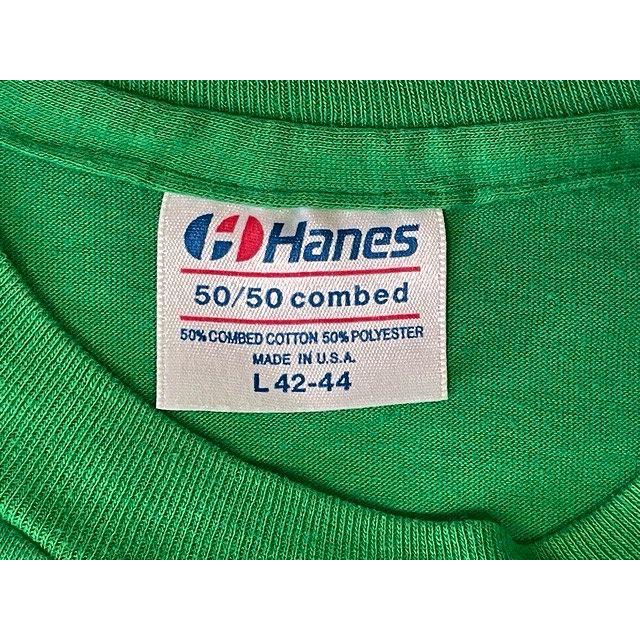 Hanes
50/50 combed
50% COMBED COTTON 50% POLYESTER
MADE IN U.S.A.
L 42-44